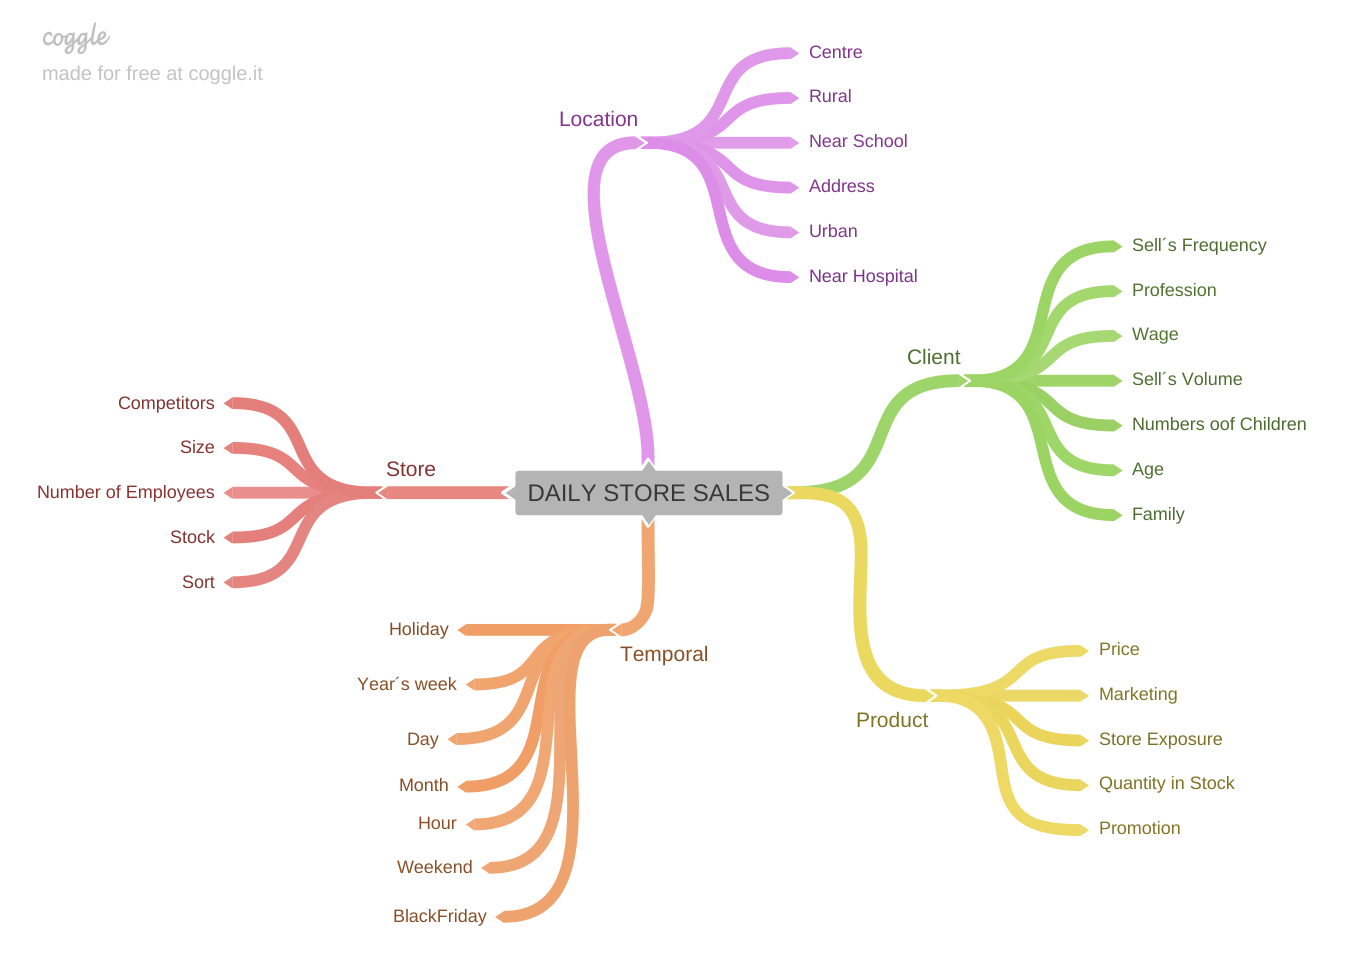 coggle
made for free at coggle.it
Location
Centre
Rural
Near School
Address
Urban
Near Hospital
Client
Sell´s Frequency
Profession
Wage
Sell´s Volume
Numbers oof Children
Age
Family
Store
Competitors
Size
Number of Employees
Stock
Sort
DAILY STORE SALES
Temporal
Holiday
Year´s week
Day
Month
Hour
Weekend
BlackFriday
Product
Price
Marketing
Store Exposure
Quantity in Stock
Promotion